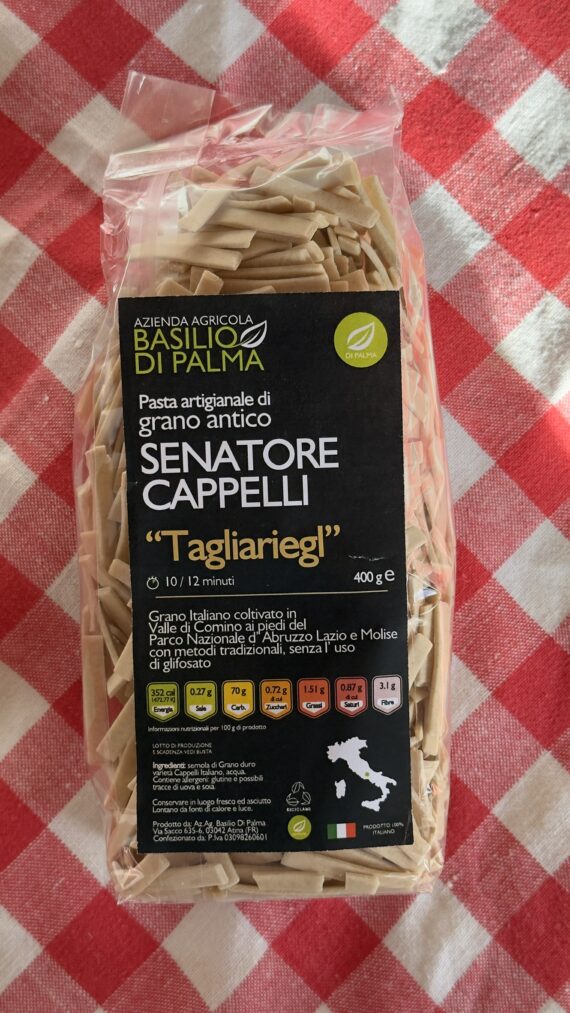 AZIENDA AGRICOLA
BASILIO
DI PALMA
DI PALMA
Pasta artigianale di
grano antico
SENATORE
CAPPELLI
“Tagliariegl”
10 / 12 minuti
400 g e
Grano Italiano coltivato in
Valle di Comino ai piedi del
Parco Nazionale d'Abruzzo Lazio e Molise
con metodi tradizionali, senza l'uso
di glifosato
352 cal
Energia
0.27 g
Sale
70 g
Carb.
0.72 g
di cui
Zuccheri
1.51 g
Grassi
0.87 g
di cui
Saturi
3.1 g
Fibre
Informazioni nutrizionali per 100 g di prodotto
LOTTO DI PRODUZIONE
E SCADENZA VEDI BUSTA
Ingredienti: semola di Grano duro
varietà Cappelli Italiano, acqua.
Contiene allergeni: glutine e possibili
tracce di uova e soia.
Conservare in luogo fresco ed asciutto
Lontano da fonti di calore e luce.
Prodotto da: Az.Ag. Basilio Di Palma
Via Sacco 635-6, 03042 Atina (FR)
Confezionato da: P.Iva 03098260601
RICICLAMI
PRODOTTO 100%
ITALIANO